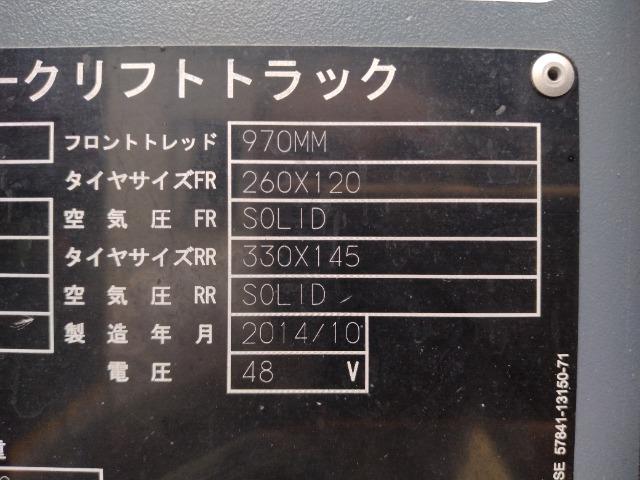 ークリフトトラック
フロントトレッド 970MM
タイヤサイズFR 260X120
空気圧 FR SOLID
タイヤサイズRR 330X145
空気圧 RR SOLID
製造年月 2014/10
電圧 48 V
SE 57841-13150-71